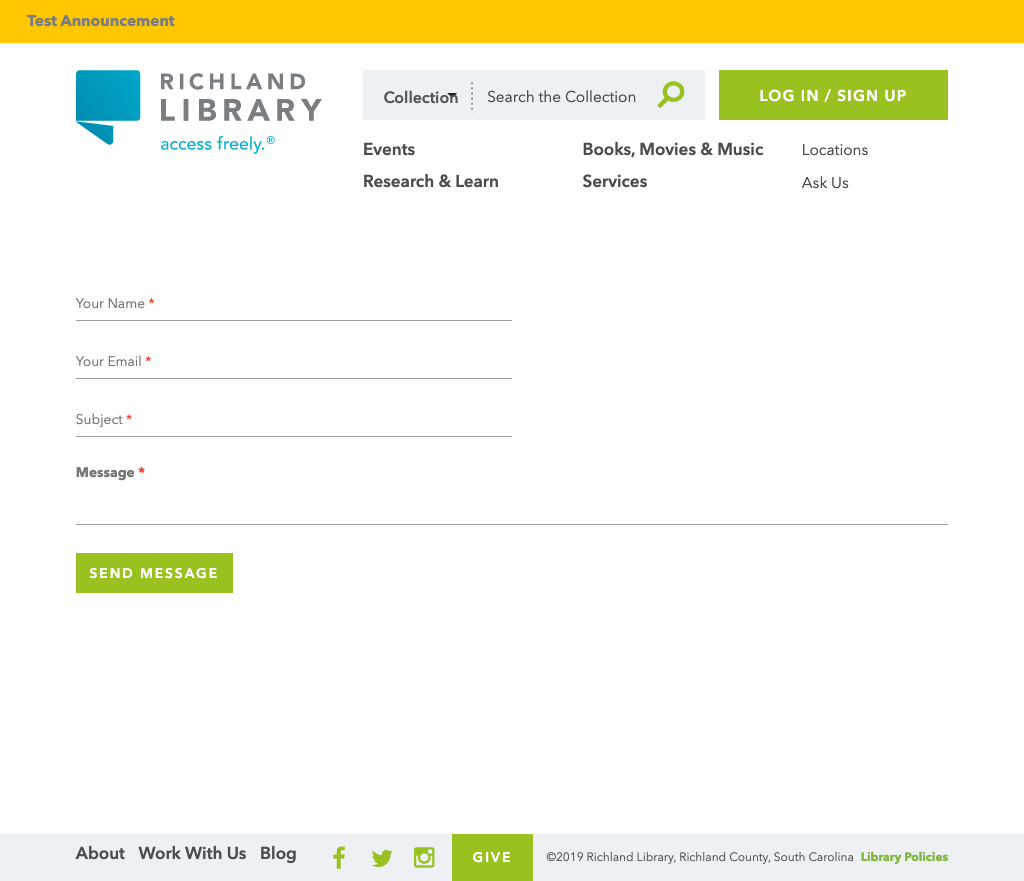 Test Announcement
RICHLAND
LIBRARY
access freely.®
Collection
Search the Collection
LOG IN / SIGN UP
Events
Books, Movies & Music
Locations
Research & Learn
Services
Ask Us
Your Name *
Your Email *
Subject *
Message *
SEND MESSAGE
About Work With Us Blog
GIVE
©2019 Richland Library, Richland County, South Carolina Library Policies